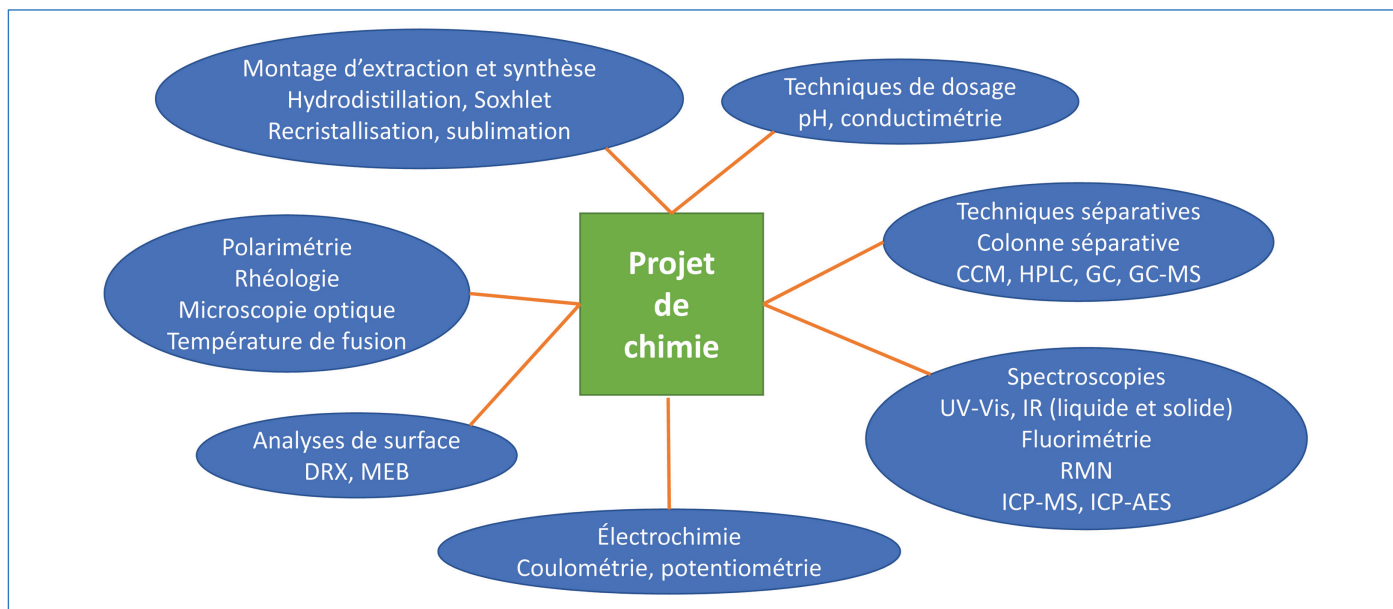 Montage d’extraction et synthèse
Hydrodistillation, Soxhlet
Recristallisation, sublimation
Techniques de dosage
pH, conductimétrie
Techniques séparatives
Colonne séparative
CCM, HPLC, GC, GC-MS
Polarimétrie
Rhéologie
Microscopie optique
Température de fusion
Projet
de
chimie
Spectroscopies
UV-Vis, IR (liquide et solide)
Fluorimétrie
RMN
ICP-MS, ICP-AES
Analyses de surface
DRX, MEB
Électrochimie
Coulométrie, potentiométrie